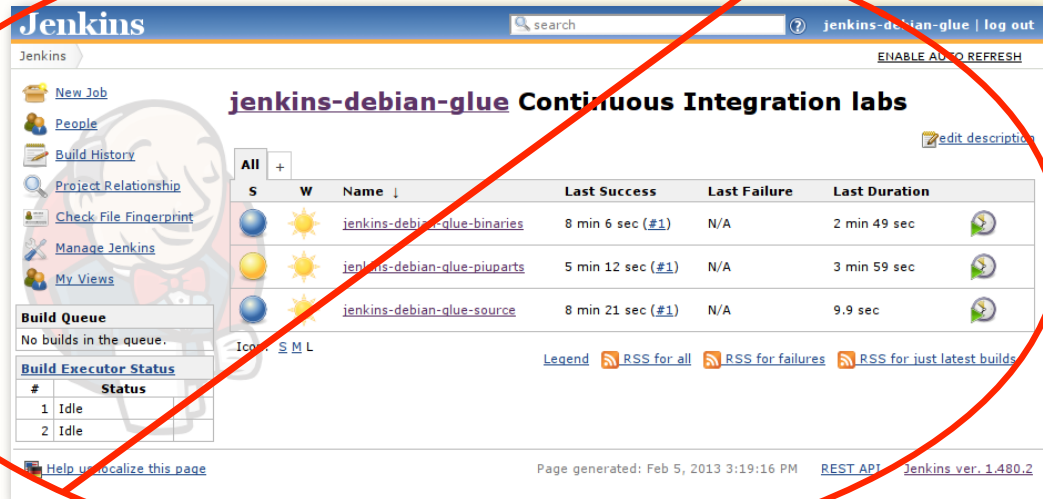 Jenkins
search
jenkins-debian-glue | log out
Jenkins
ENABLE AUTO REFRESH
New Job
People
Build History
Project Relationship
Check File Fingerprint
Manage Jenkins
My Views
Build Queue
No builds in the queue.
Build Executor Status
# Status
1 Idle
2 Idle
jenkins-debian-glue Continuous Integration labs
edit description
All +
S W Name ↓ Last Success Last Failure Last Duration
jenkins-debian-glue-binaries 8 min 6 sec (#1) N/A 2 min 49 sec
jenkins-debian-glue-piuparts 5 min 12 sec (#1) N/A 3 min 59 sec
jenkins-debian-glue-source 8 min 21 sec (#1) N/A 9.9 sec
Icon: S M L
Legend RSS for all RSS for failures RSS for just latest builds
Help us localize this page
Page generated: Feb 5, 2013 3:19:16 PM REST API Jenkins ver. 1.480.2